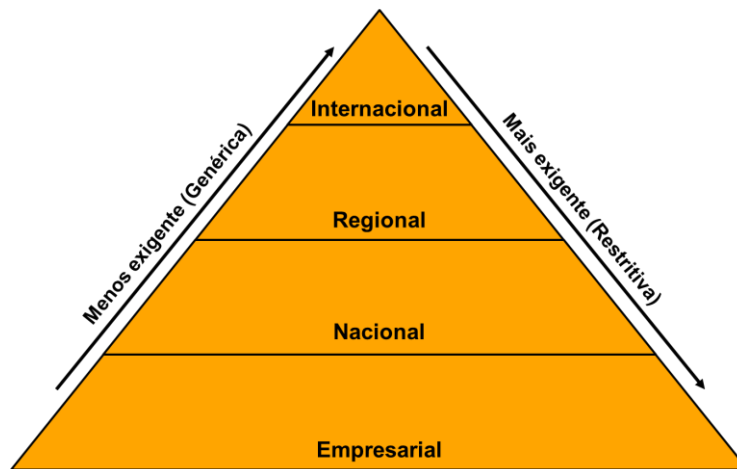 Internacional
Menos exigente (Genérica)
Mais exigente (Restritiva)
Regional
Nacional
Empresarial